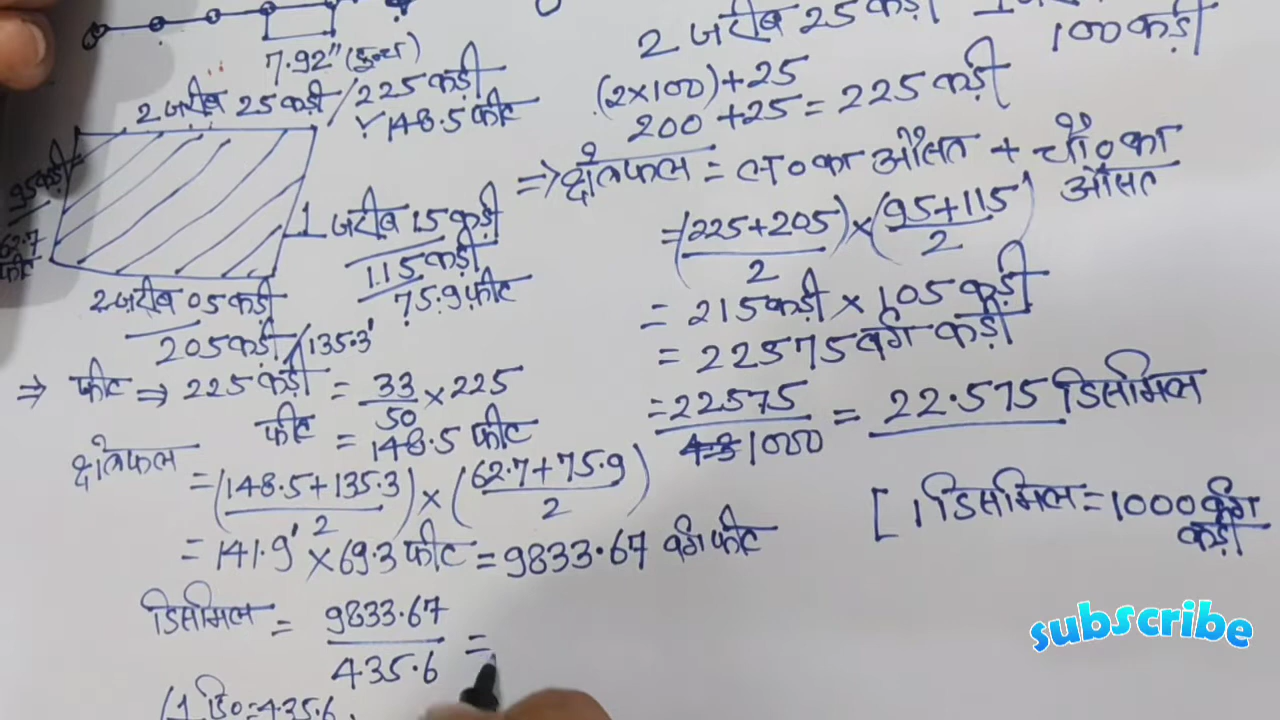 7.92" (इन्च)
2 जरीब 25 कड़ी / 225 कड़ी
148.5 फीट
95 कड़ी
62.7
फीट
1 जरीब 15 कड़ी
115 कड़ी
75.9 फीट
2 जरीब 05 कड़ी
205 कड़ी / 135.3'
⇒ फीट ⇒ 225 कड़ी = 33/50 × 225
फीट = 148.5 फीट
क्षेत्रफल
= (148.5+135.3/2) × (62.7+75.9/2)
= 141.9' × 69.3 फीट = 9833.67 वर्ग फीट
डिसमिल = 9833.67/435.6 =
(1 डि० = 435.6
2 जरीब 25 कड़ी
100 कड़ी
(2×100)+25
200 +25 = 225 कड़ी
⇒ क्षेत्रफल = ल० का औसत + चौ० का
औसत
= (225+205/2) × (95+115/2)
= 215 कड़ी × 105 कड़ी
= 22575 वर्ग कड़ी
= 22575/1000 = 22.575 डिसमिल
[ 1 डिसमिल = 1000 वर्ग
कड़ी
subscribe